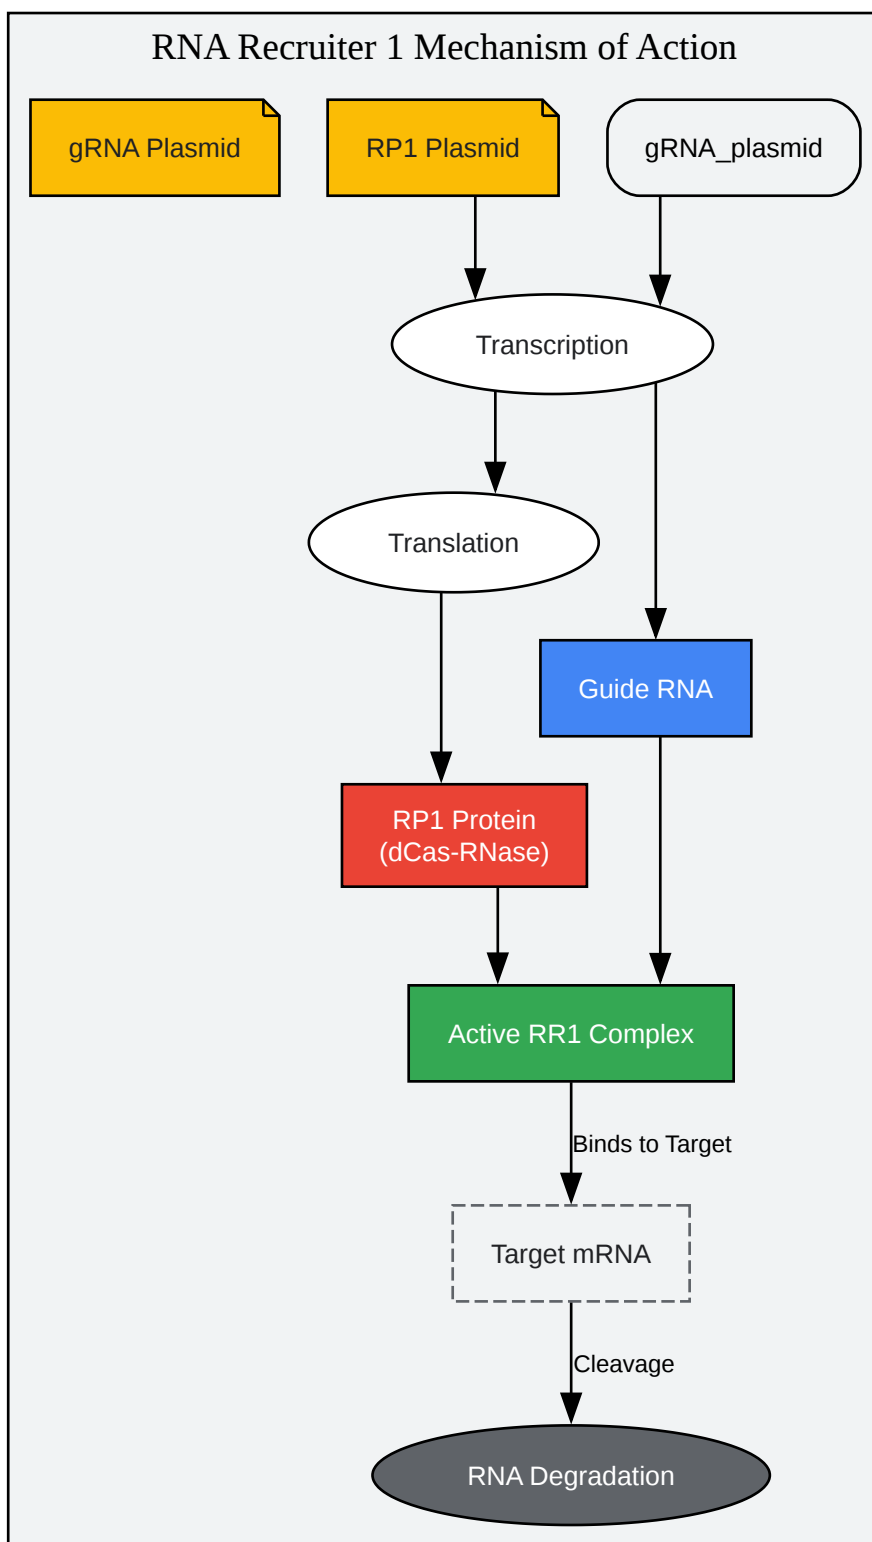 RNA Recruiter 1 Mechanism of Action
gRNA Plasmid
RP1 Plasmid
gRNA_plasmid
Transcription
Translation
Guide RNA
RP1 Protein
(dCas-RNase)
Active RR1 Complex
Binds to Target
Target mRNA
Cleavage
RNA Degradation